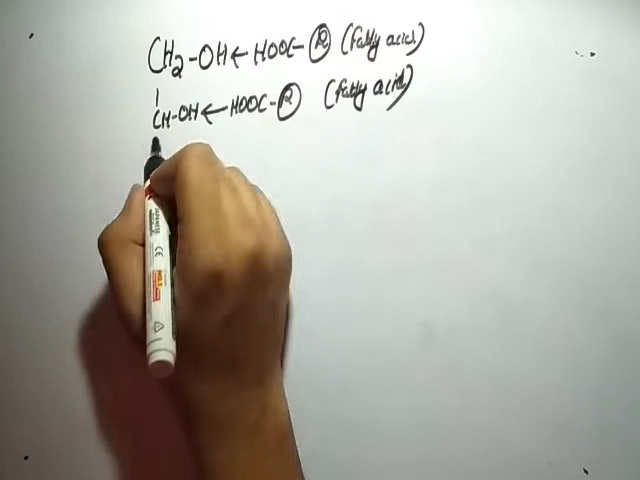 CH2-OH ← HOOC-R (Fatty acid)
CH-OH ← HOOC-R (fatty acid)